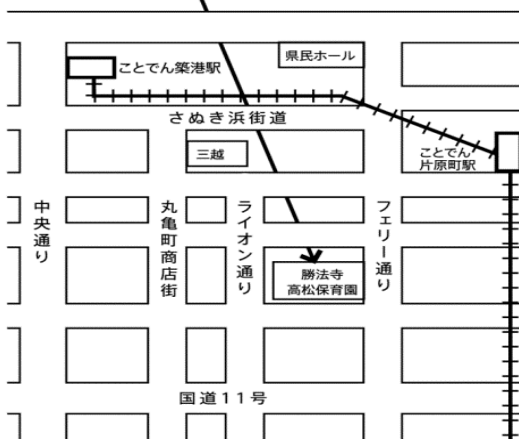 県民ホール
ことでん築港駅
さぬき浜街道
三越
ことでん
片原町駅
中央通り
丸亀町商店街
ライオン通り
フェリー通り
勝法寺
高松保育園
国道11号